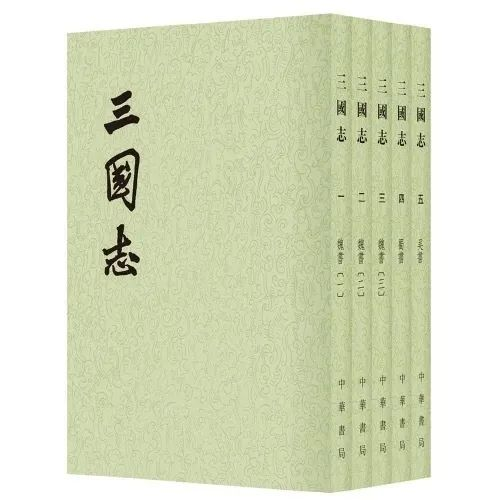 三國志
三國志 一 魏書〔一〕 中華書局
三國志 二 魏書〔二〕 中華書局
三國志 三 魏書〔三〕 中華書局
三國志 四 蜀書 中華書局
三國志 五 吳書 中華書局